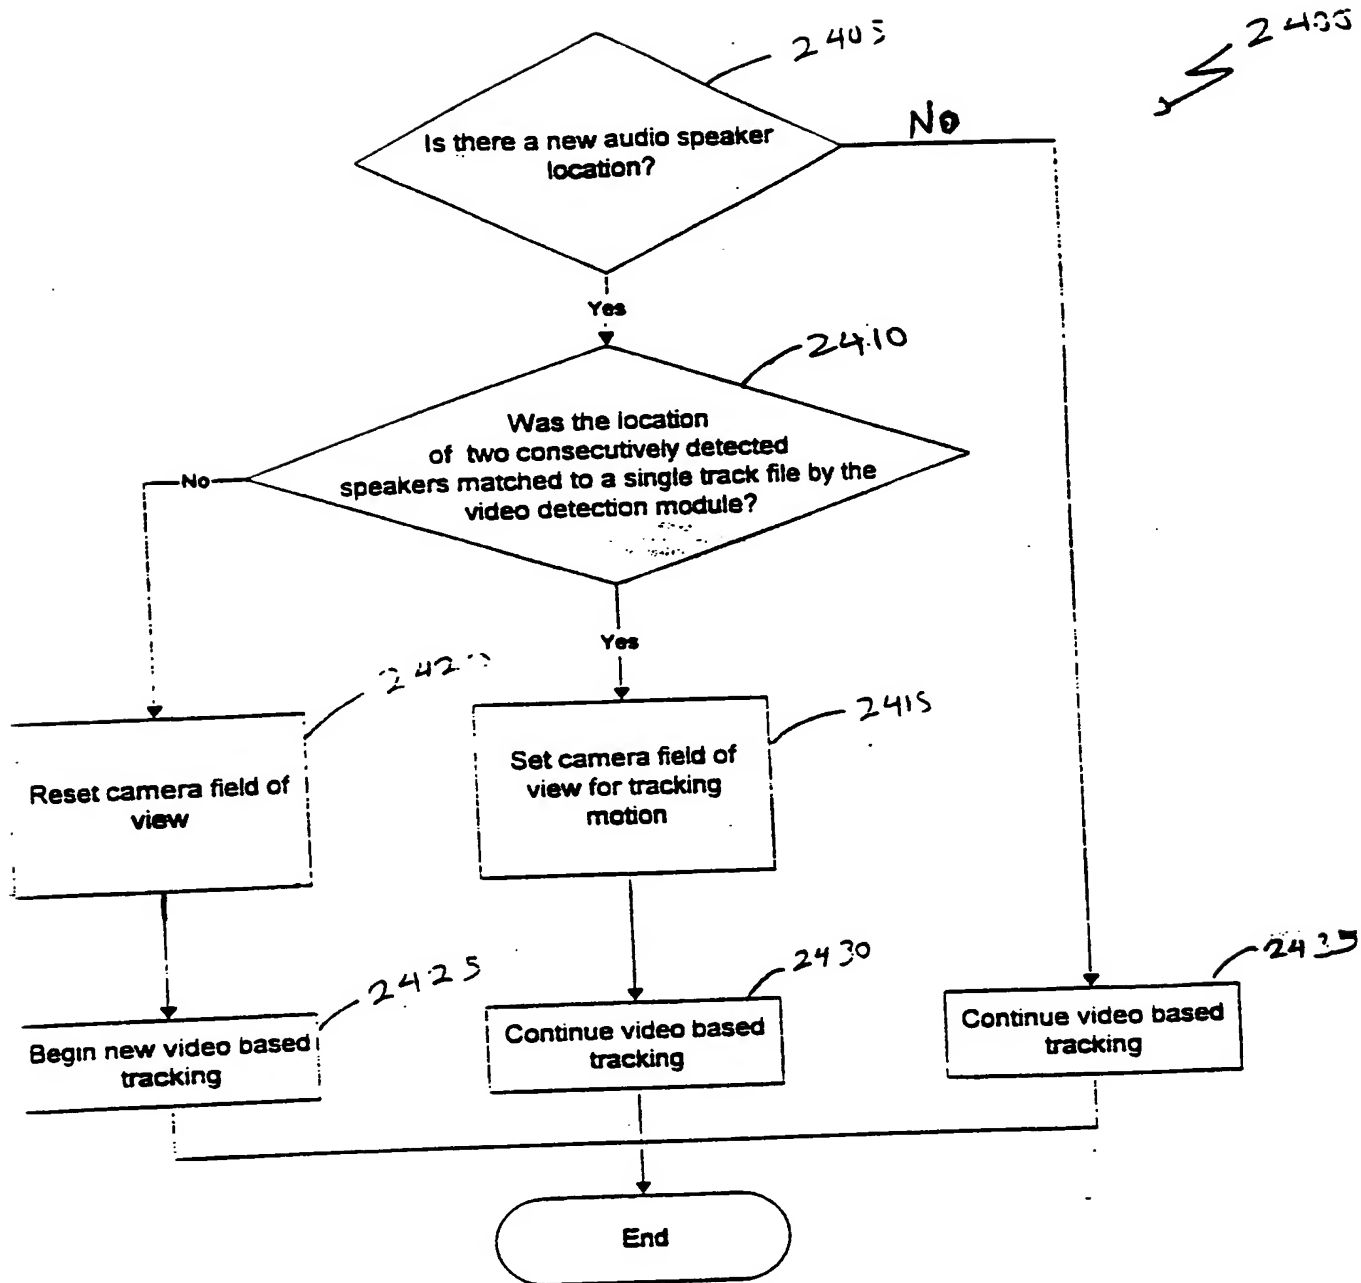 2405
Is there a new audio speaker
location?
No
Yes
2410
Was the location
of two consecutively detected
speakers matched to a single track file by the
video detection module?
No
Yes
2415
Reset camera field of
view
Set camera field of
view for tracking
motion
2425
2430
Begin new video based
tracking
Continue video based
tracking
Continue video based
tracking
End